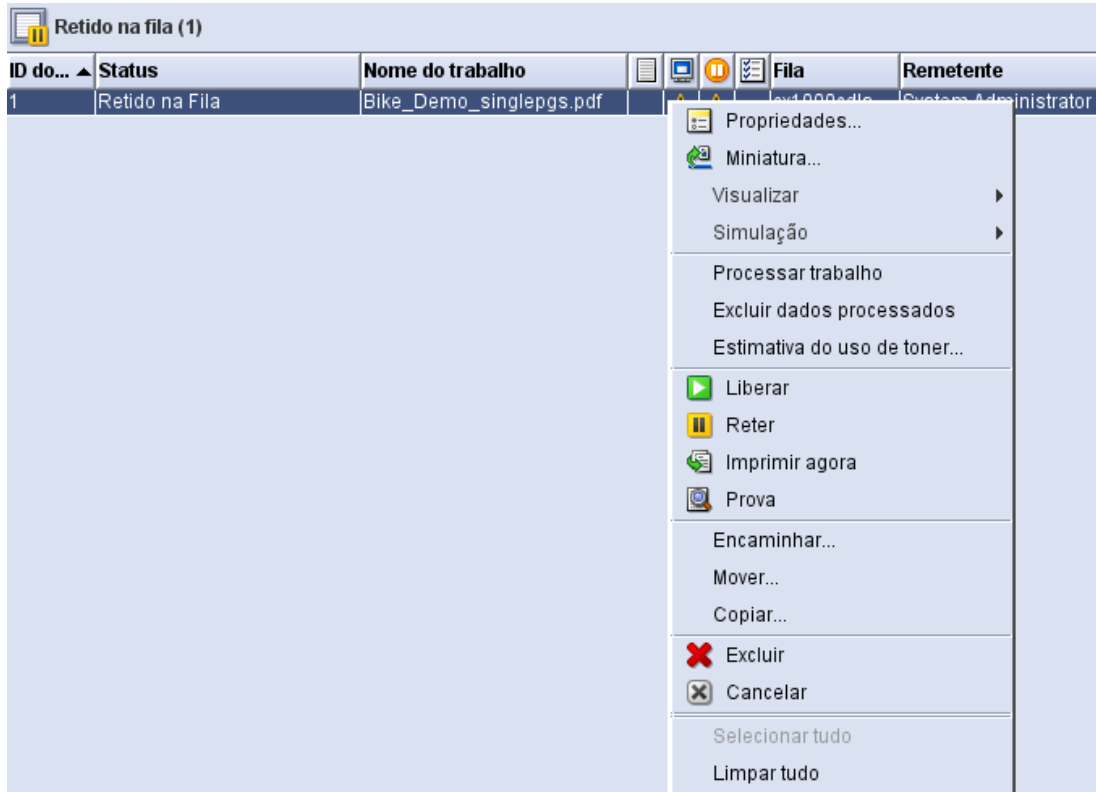 Retido na fila (1)
ID do... Status Nome do trabalho Fila Remetente
1 Retido na Fila Bike_Demo_singlepgs.pdf System Administrator
Propriedades...
Miniatura...
Visualizar
Simulação
Processar trabalho
Excluir dados processados
Estimativa do uso de toner...
Liberar
Reter
Imprimir agora
Prova
Encaminhar...
Mover...
Copiar...
Excluir
Cancelar
Selecionar tudo
Limpar tudo